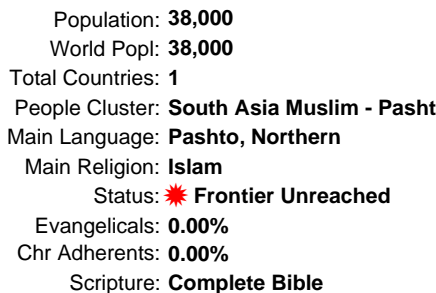 Population: 38,000
World Popl: 38,000
Total Countries: 1
People Cluster: South Asia Muslim - Pasht
Main Language: Pashto, Northern
Main Religion: Islam
Status: Frontier Unreached
Evangelicals: 0.00%
Chr Adherents: 0.00%
Scripture: Complete Bible